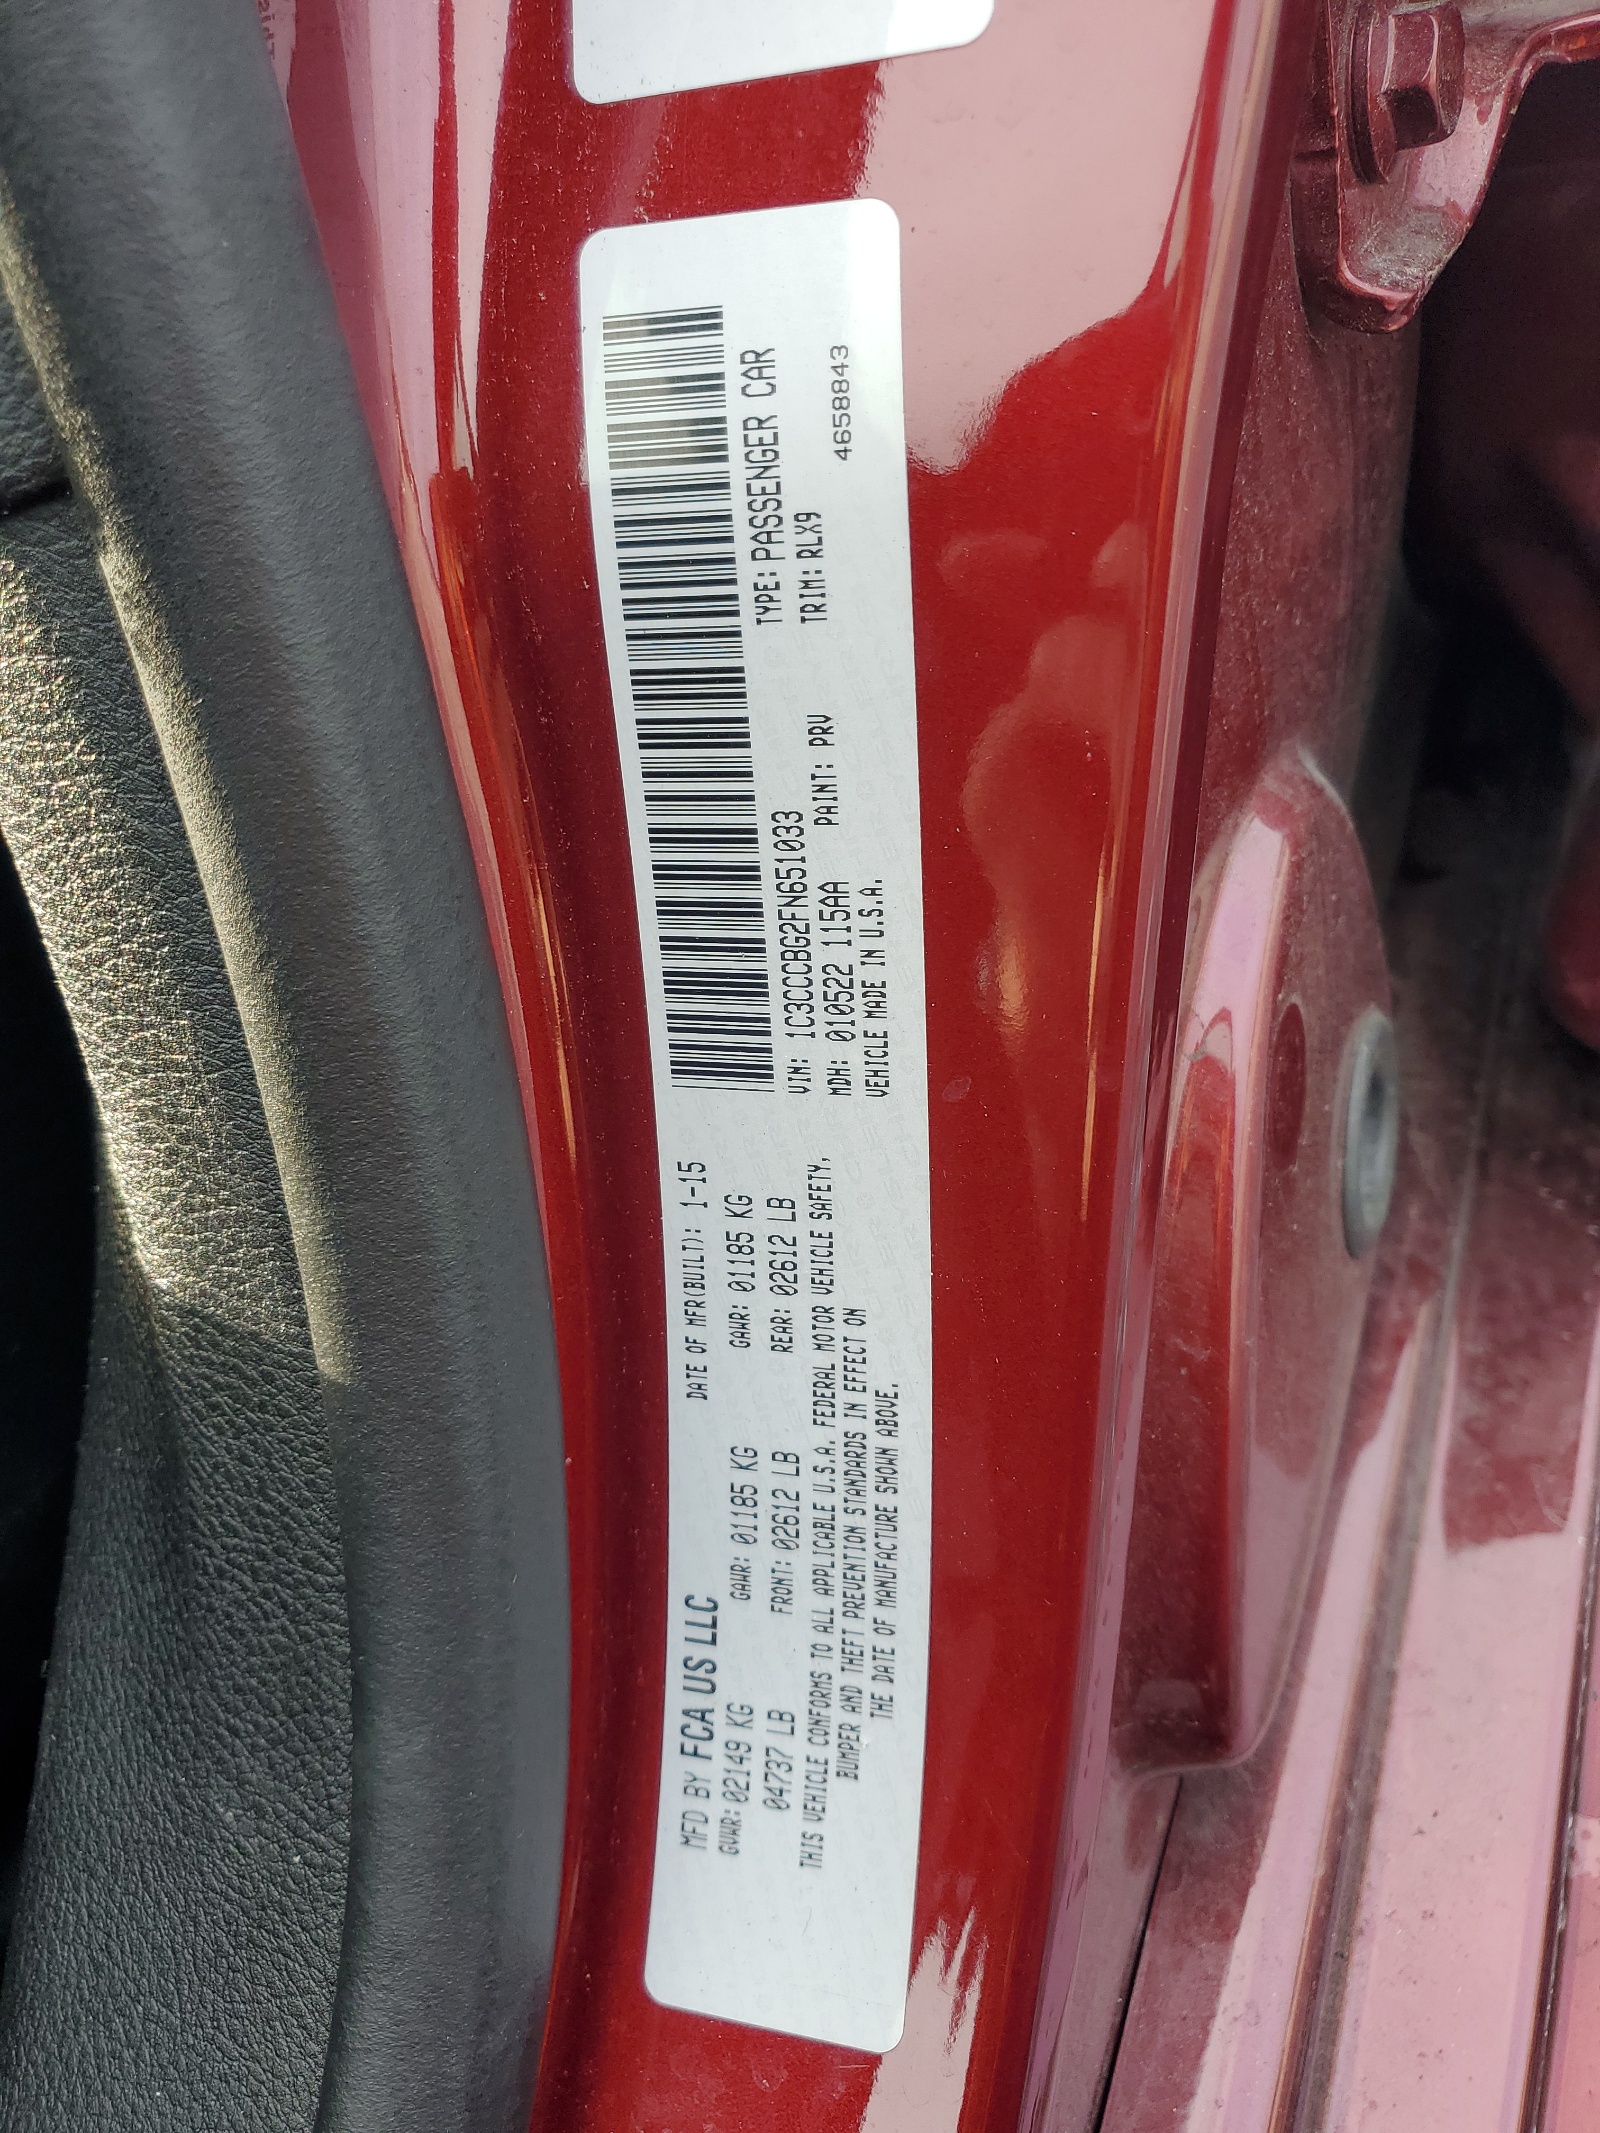 MFD BY FCA US LLC DATE OF MFR(BUILT): 1-15
GVWR: 02149 KG GAWR: 01185 KG GAWR: 01185 KG
04737 LB FRONT: 02612 LB REAR: 02612 LB
THIS VEHICLE CONFORMS TO ALL APPLICABLE U.S.A. FEDERAL MOTOR VEHICLE SAFETY,
BUMPER AND THEFT PREVENTION STANDARDS IN EFFECT ON
THE DATE OF MANUFACTURE SHOWN ABOVE.
VIN: 1C3CCCBG2FN651033 TYPE: PASSENGER CAR
MDH: 010522 115AA PAINT: PRV TRIM: RLX9
VEHICLE MADE IN U.S.A. 4658843